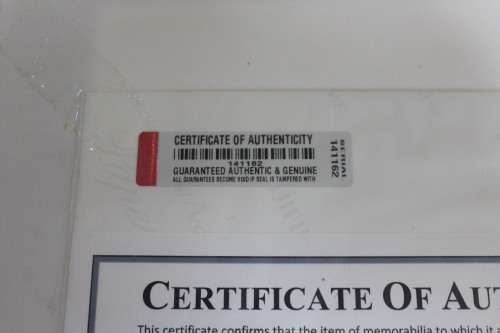 CERTIFICATE OF AUTHENTICITY
141162
GUARANTEED AUTHENTIC & GENUINE
ALL GUARANTEES BECOME VOID IF SEAL IS TAMPERED WITH
SERIAL
141162
CERTIFICATE OF AU
This certificate confirms that the item of memorabilia to which it